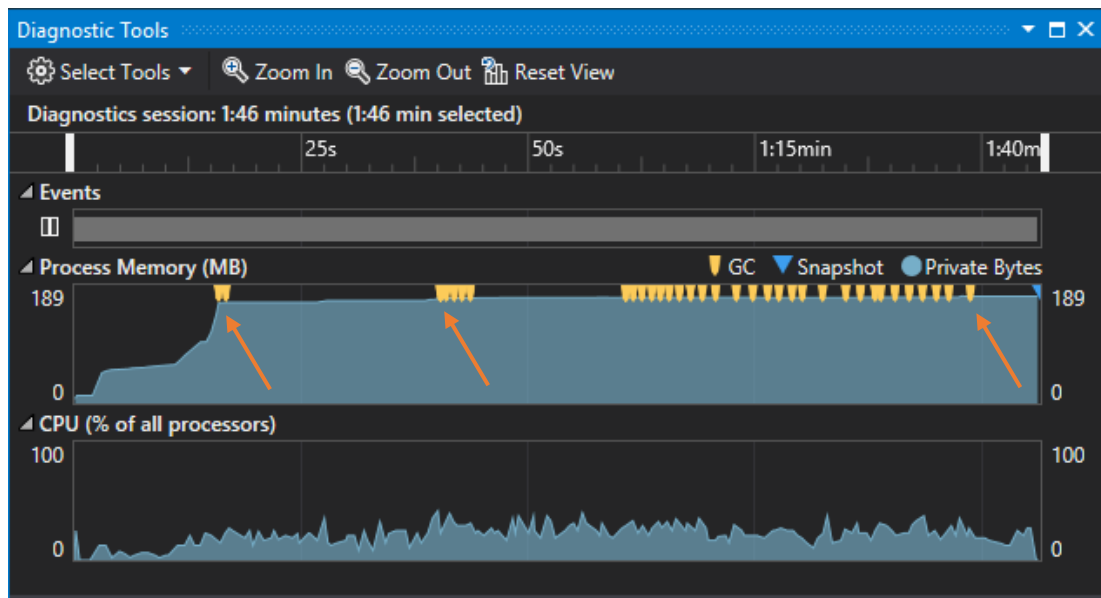 Diagnostic Tools
Select Tools Zoom In Zoom Out Reset View
Diagnostics session: 1:46 minutes (1:46 min selected)
25s 50s 1:15min 1:40m
Events
Process Memory (MB) GC Snapshot Private Bytes
189 189
0 0
CPU (% of all processors)
100 100
0 0